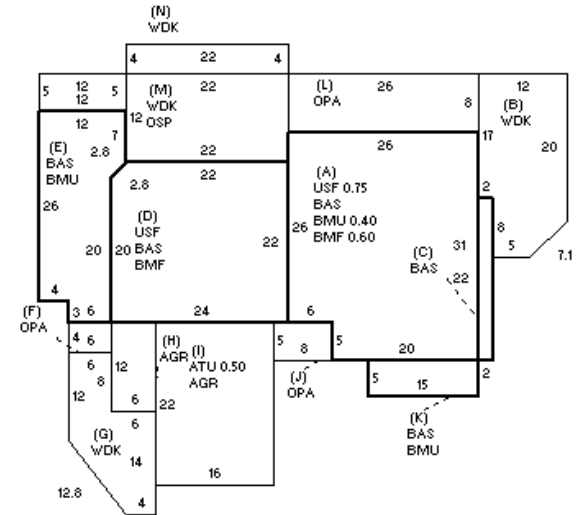 (N)
WDK
4 22 4
5 12 5
12
(M)
WDK
OSP
22
12
(L)
OPA
26
8
12
(B)
WDK
17
20
12
7
2.8
(E)
BAS
BMU
22
26
22
2.8
(A)
USF 0.75
BAS
BMU 0.40
BMF 0.60
2
26
(D)
USF
BAS
BMF
20
20
22
26
31
8
5
7.1
(C)
BAS
22
4
3
6
24
6
(F)
OPA
4
6
(H)
AGR
(I)
ATU 0.50
AGR
5
8
5
20
6
8
12
12
6
22
(J)
OPA
5
15
2
6
(G)
WDK
14
(K)
BAS
BMU
16
12.8
4